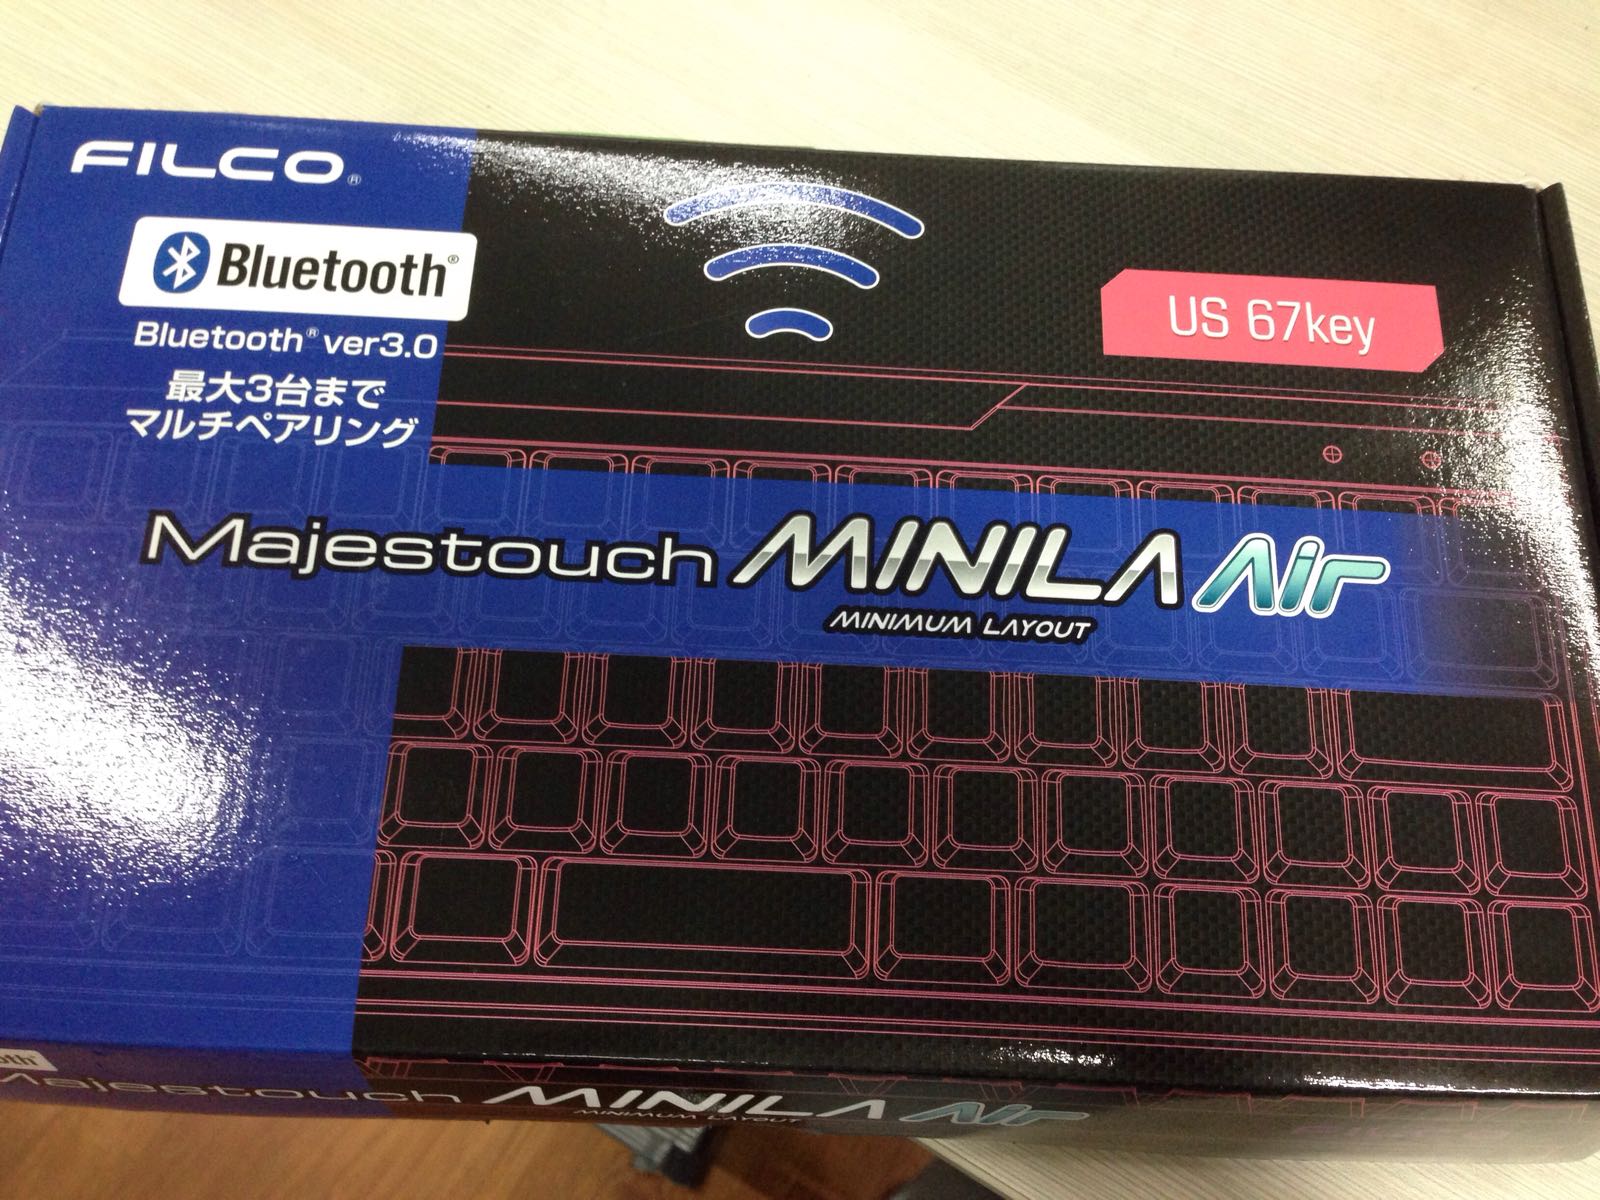 FILCO®
Bluetooth®
Bluetooth® ver3.0
最大3台まで
マルチペアリング
US 67key
Majestouch MINILA Air
MINIMUM LAYOUT
Majestouch MINILA Air
MINIMUM LAYOUT